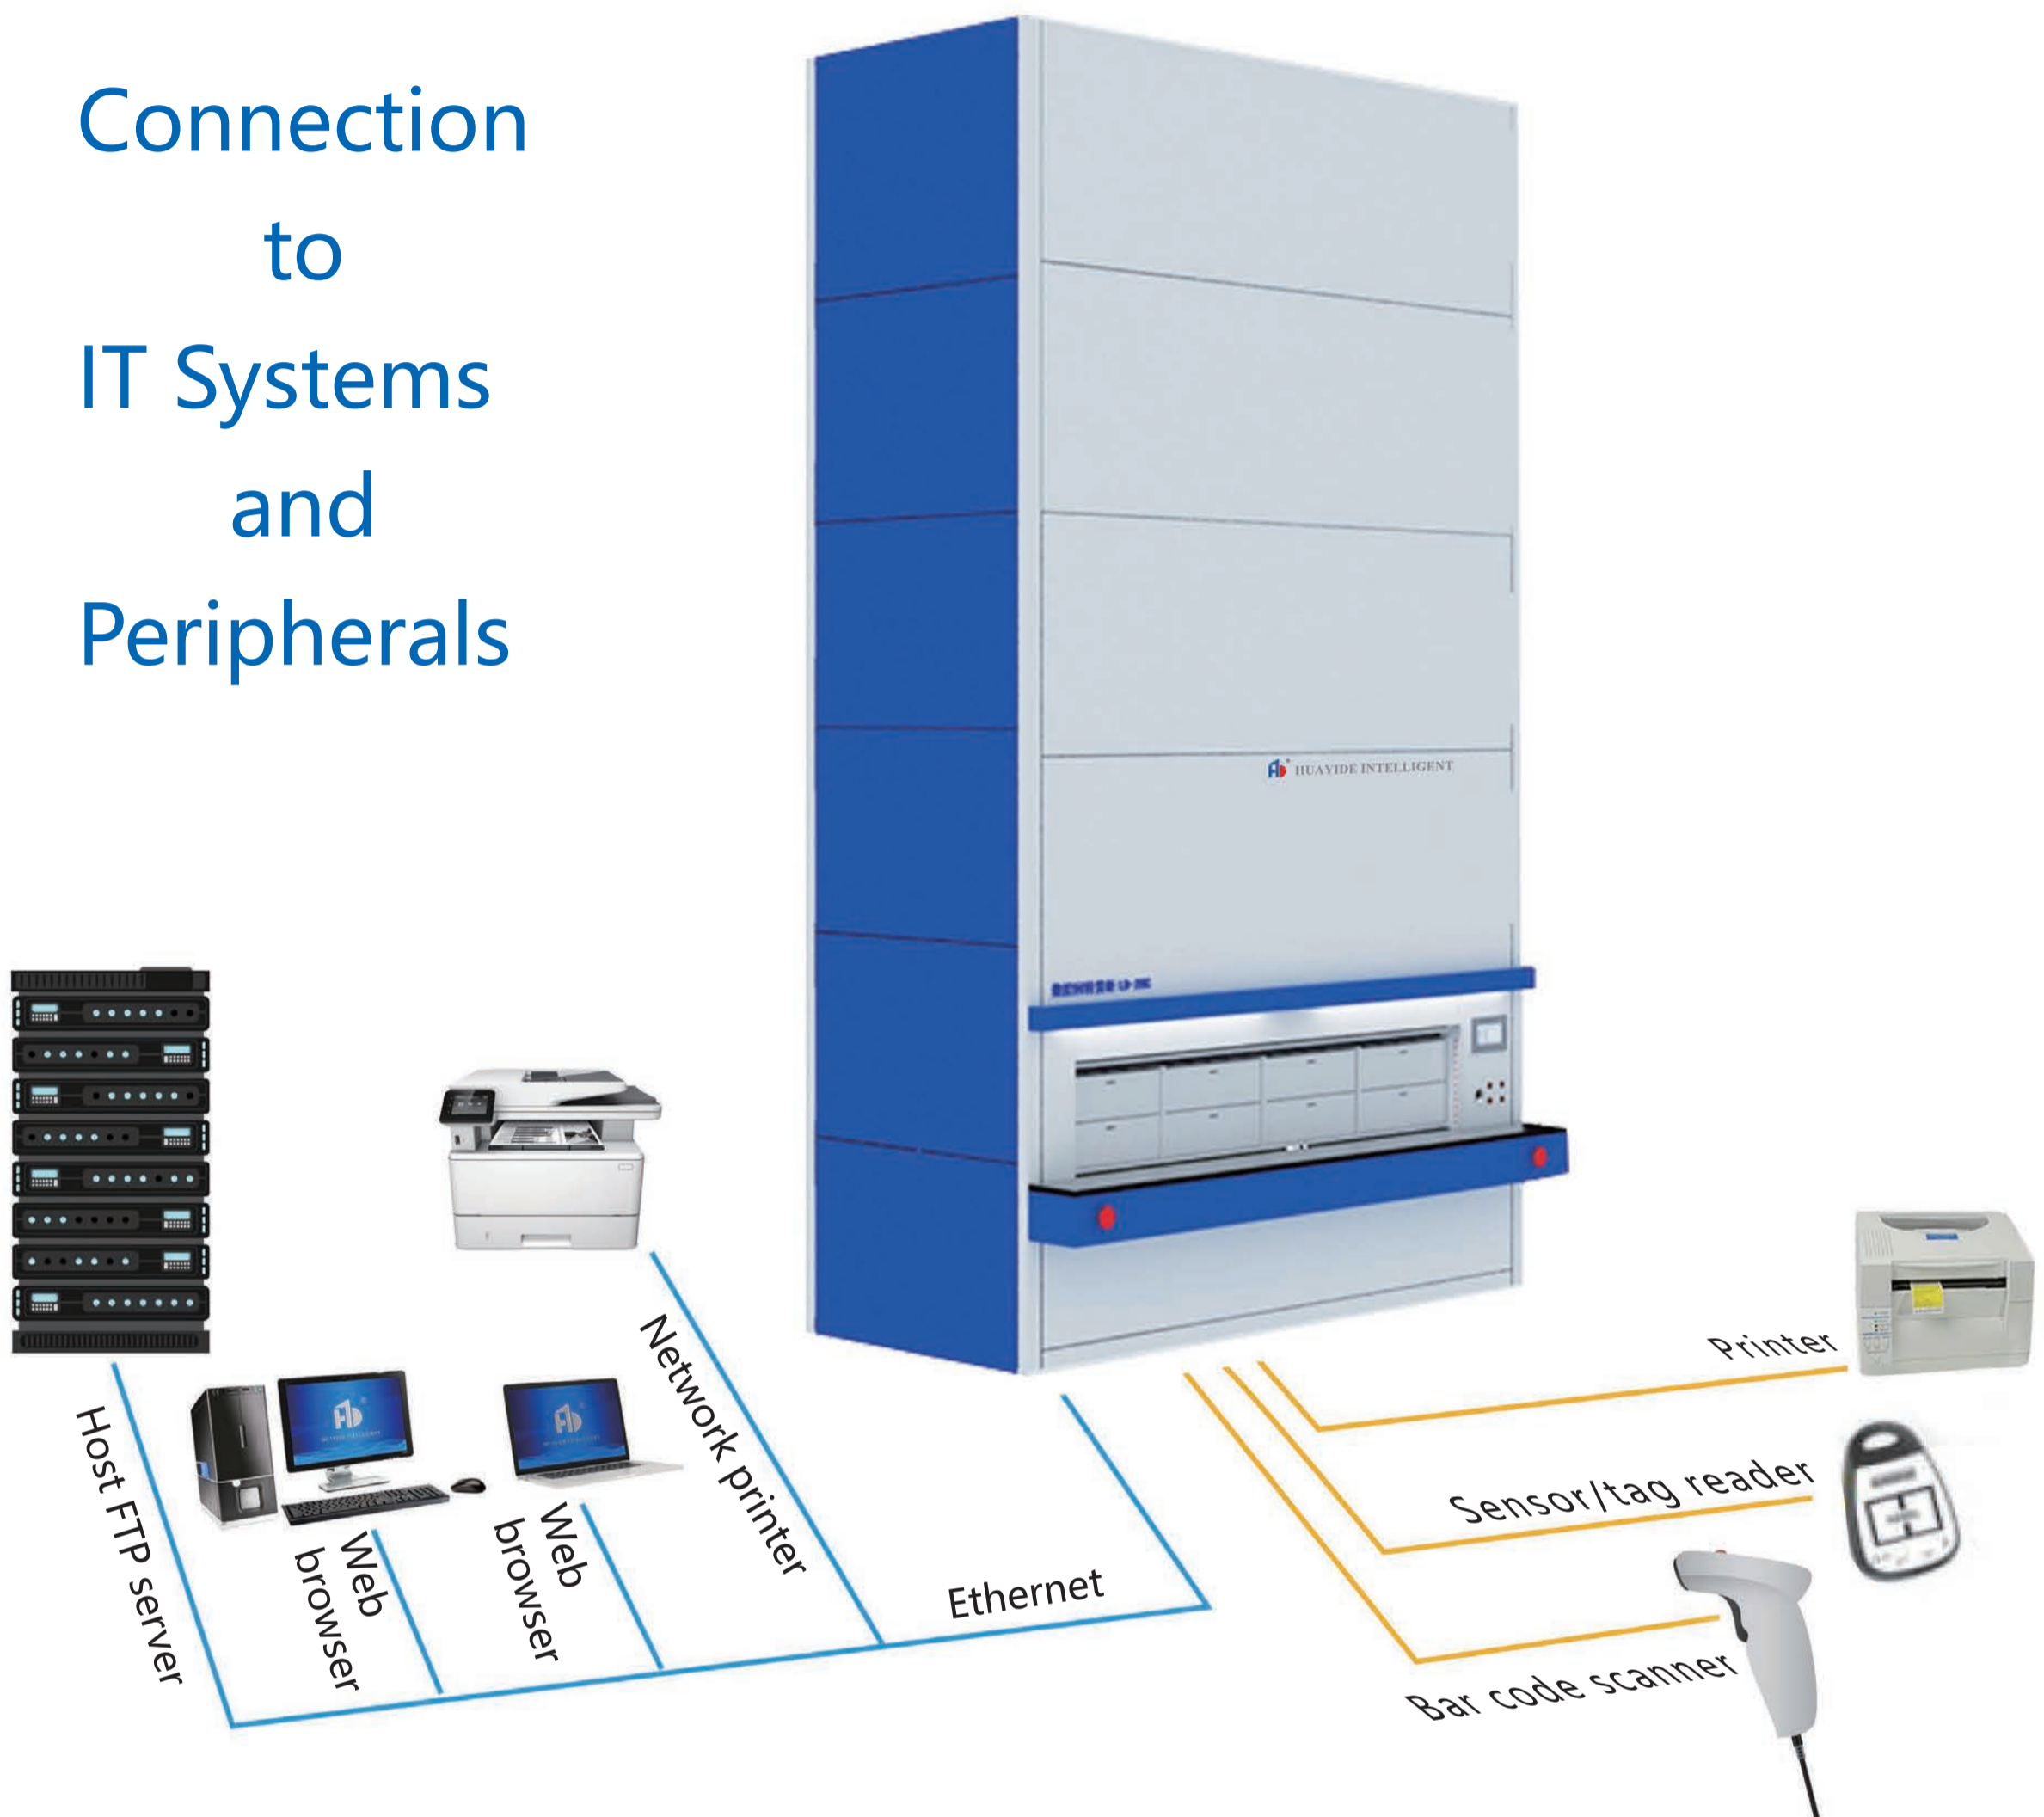 Connection
to
IT Systems
and
Peripherals
HUAYIDE INTELLIGENT
Printer
Network printer
Sensor/tag reader
Host FTP server
Web
browser
Web
browser
Ethernet
Bar code scanner